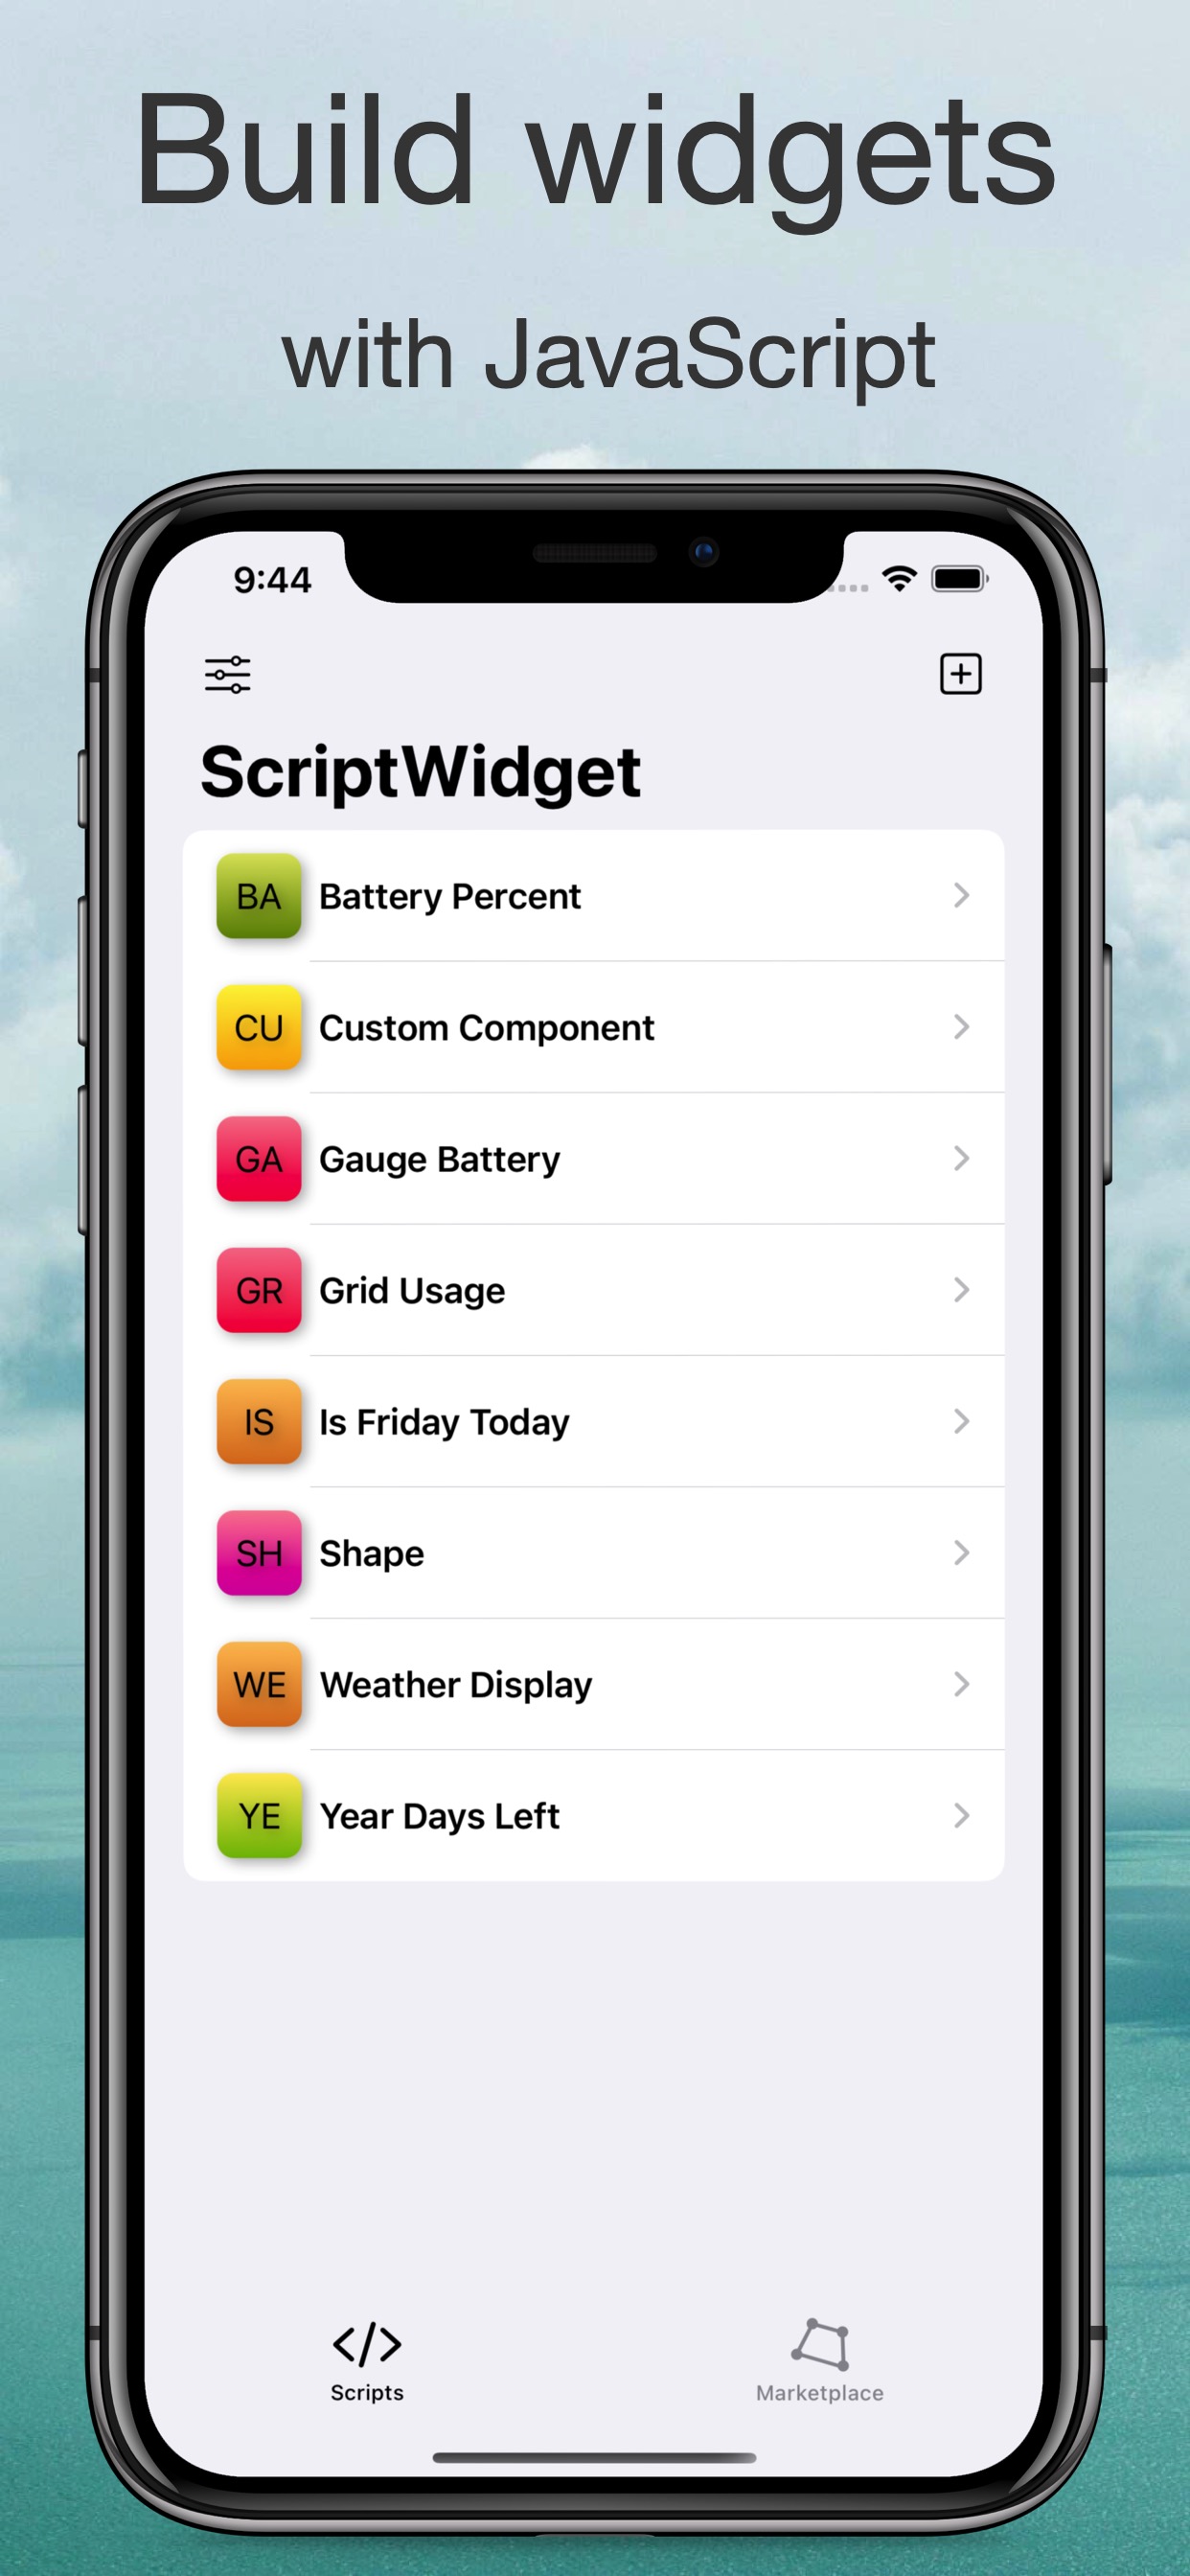 Build widgets
with JavaScript
9:44
ScriptWidget
BA Battery Percent
CU Custom Component
GA Gauge Battery
GR Grid Usage
IS Is Friday Today
SH Shape
WE Weather Display
YE Year Days Left
Scripts Marketplace